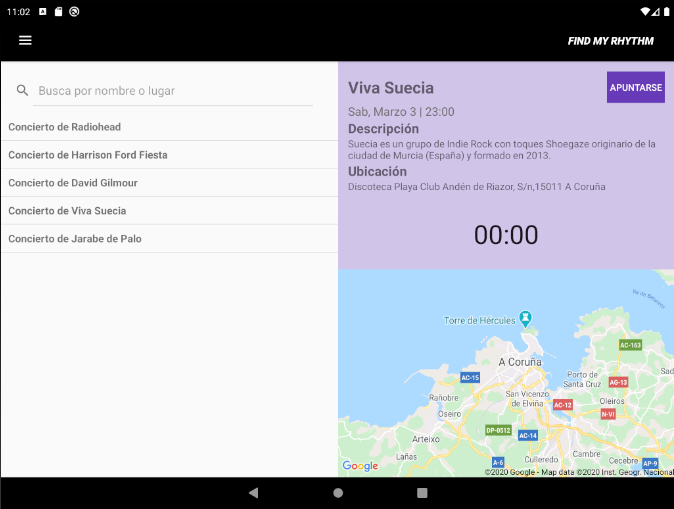 11:02
FIND MY RHYTHM
Busca por nombre o lugar
Concierto de Radiohead
Concierto de Harrison Ford Fiesta
Concierto de David Gilmour
Concierto de Viva Suecia
Concierto de Jarabe de Palo
Viva Suecia
APUNTARSE
Sab, Marzo 3 | 23:00
Descripción
Suecia es un grupo de Indie Rock con toques Shoegaze originario de la
ciudad de Murcia (España) y formado en 2013.
Ubicación
Discoteca Playa Club Andén de Riazor, S/n,15011 A Coruña
00:00
Torre de Hércules
AC-163
A Coruña
Sad
AC-15
Porto de
Santa Cruz
AG-13
Rañobre
San Vicenzo
de Elviña
Oleiros
AC-12
Oseiro
N-VI
DP-0512
AC-14
Arteixo
Lañas
Cambre
A-6
Culleredo
Cecebre
AP-9
Google
©2020 Google - Map data ©2020 Inst. Geogr. Nacional